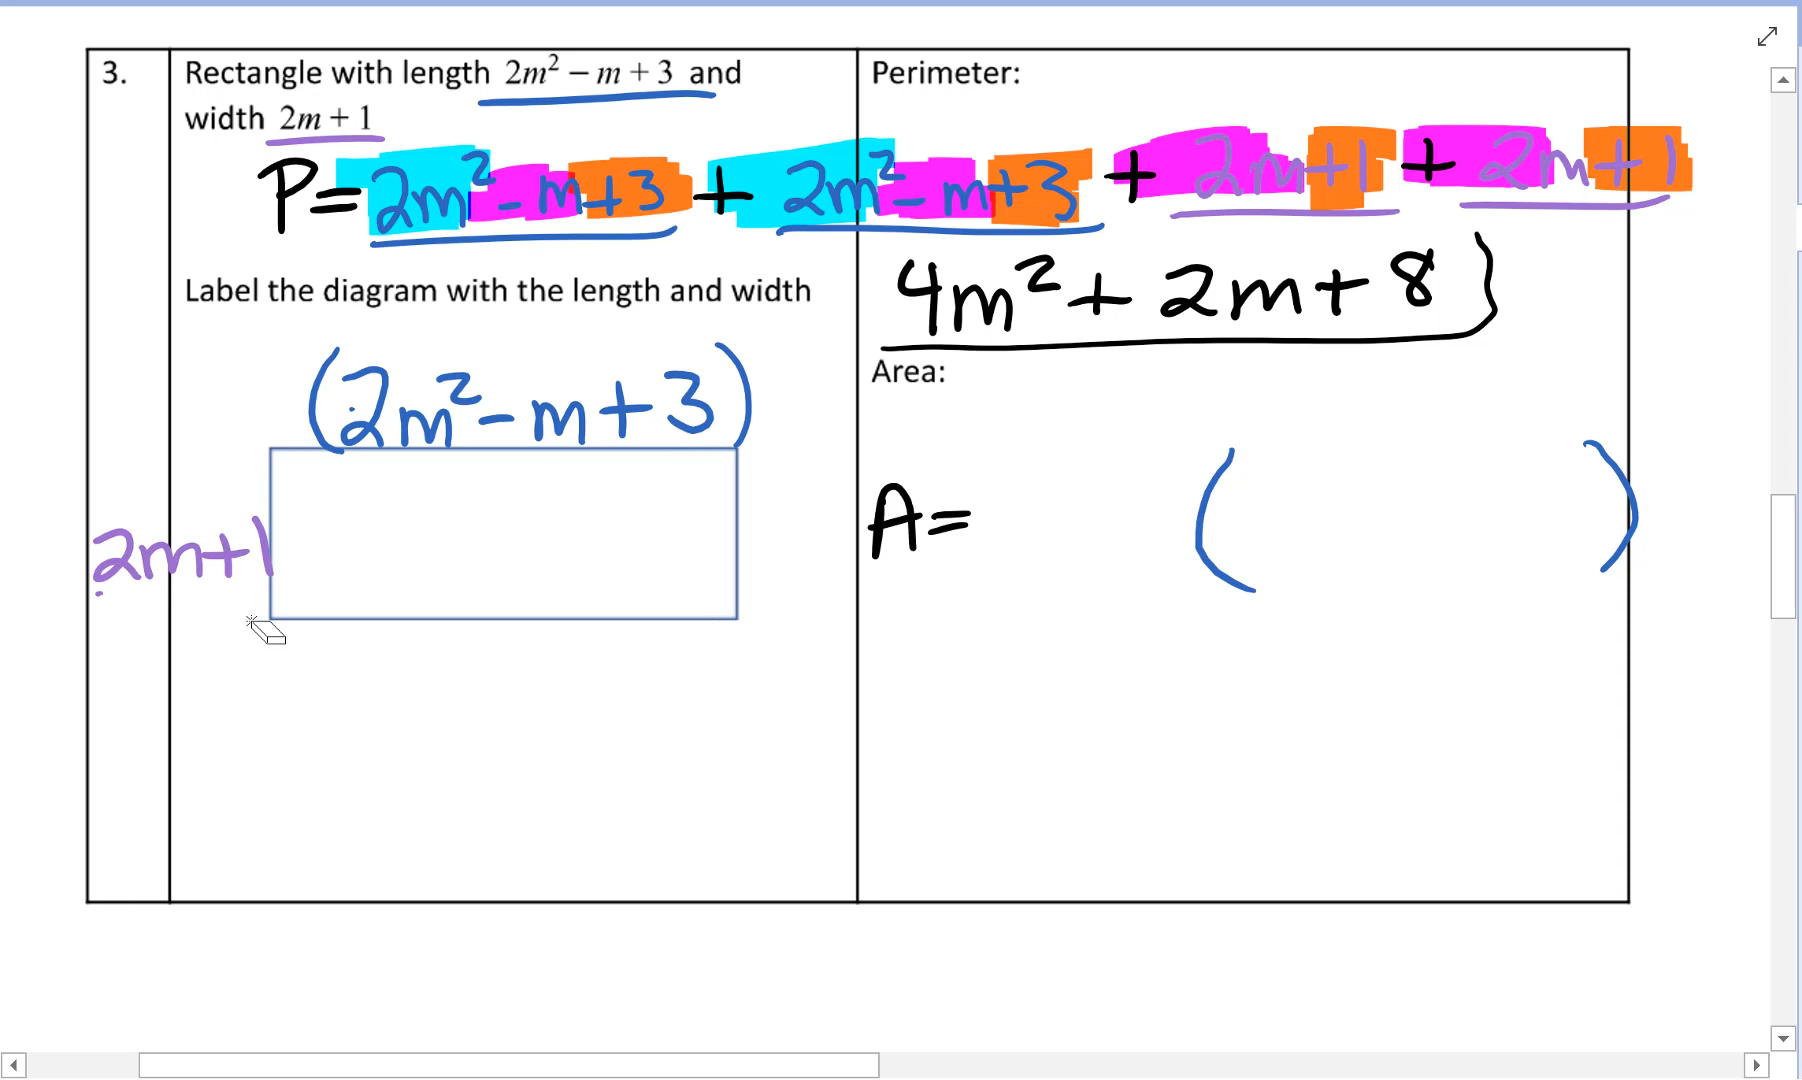 3.
Rectangle with length 2m² – m + 3 and
width 2m + 1
Perimeter:
P= 2m² - m+3 + 2m² - m+3 + 2m+1 + 2m+1
4m² + 2m+ 8
Label the diagram with the length and width
(2m² - m + 3)
2m+1
Area:
A= ( )